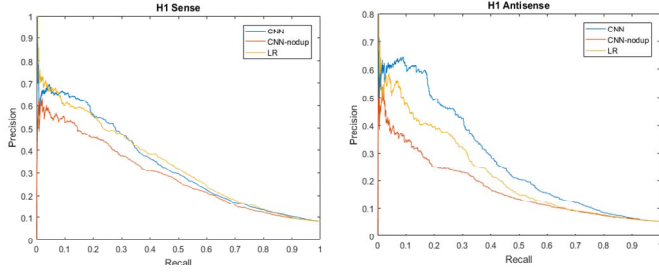 H1 Sense
1
0.9
0.8
0.7
0.6
0.5
0.4
0.3
0.2
0.1
0
Precision
CNN
CNN-nodup
LR
0 0.1 0.2 0.3 0.4 0.5 0.6 0.7 0.8 0.9 1
Recall
H1 Antisense
0.8
0.7
0.6
0.5
0.4
0.3
0.2
0.1
0
Precision
CNN
CNN-nodup
LR
0 0.1 0.2 0.3 0.4 0.5 0.6 0.7 0.8 0.9
Recall